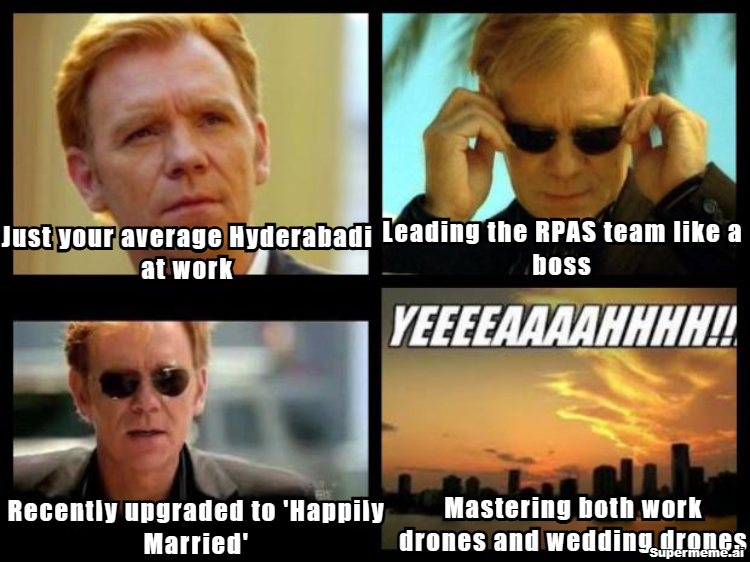 Just your average Hyderabadi
at work
Leading the RPAS team like a
boss
Recently upgraded to 'Happily
Married'
YEEEEAAAAHHHH!!
Mastering both work
drones and wedding drones
Supermeme.ai